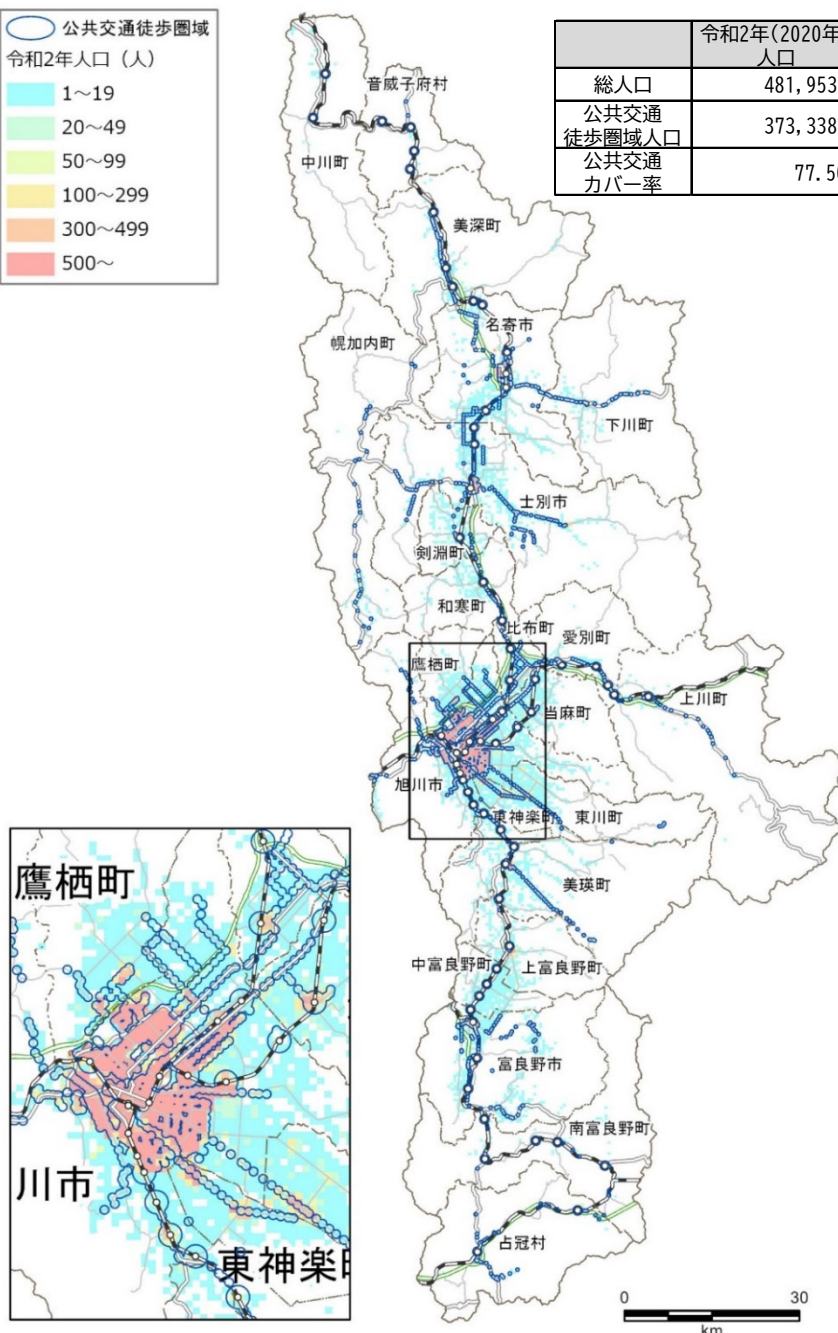 公共交通徒歩圏域
令和2年人口（人）
1～19
20～49
50～99
100～299
300～499
500～
令和2年(2020年
人口
総人口
481,953
公共交通
徒歩圏域人口
373,338
公共交通
カバー率
77.5
音威子府村
中川町
美深町
名寄市
幌加内町
下川町
士別市
剣淵町
和寒町
比布町
愛別町
鷹栖町
上川町
当麻町
旭川市
東神楽町
東川町
美瑛町
中富良野町
上富良野町
富良野市
南富良野町
占冠村
鷹栖町
川市
東神楽町
0
30
km